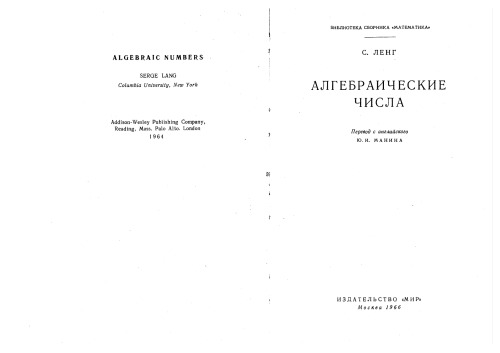 ALGEBRAIC NUMBERS
SERGE LANG
Columbia University, New York
Addison-Wesley Publishing Company,
Reading, Mass. Palo Alto. London
1964
БИБЛИОТЕКА СБОРНИКА «МАТЕМАТИКА»
С. ЛЕНГ
АЛГЕБРАИЧЕСКИЕ
ЧИСЛА
Перевод с английского
Ю. И. МАНИНА
ИЗДАТЕЛЬСТВО «МИР»
Москва 1966